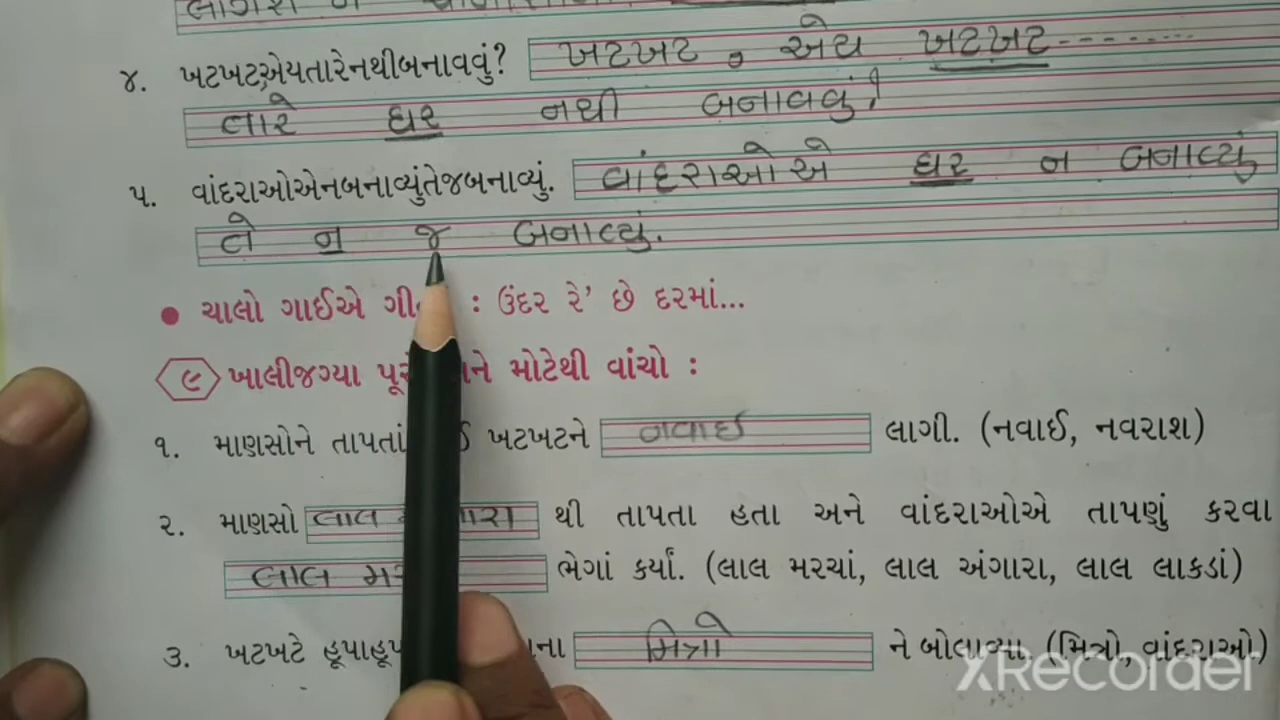 ૪. ખટખટ,એયતારેનથીબનાવવું? ખટખટ, એય ખટખટ---------
તારે ઘર નથી બનાવવું?
૫. વાંદરાઓએનબનાવ્યુંતેજબનાવ્યું. વાંદરાઓએ ઘર ન બનાવ્યું
તે ન જ બનાવ્યું.
• ચાલો ગાઈએ : ઉંદર રે' છે દરમાં...
૯ ખાલીજગ્યા મોટેથી વાંચો :
૧. માણસોને તાપતાં ખટખટને નવાઈ લાગી. (નવાઈ, નવરાશ)
૨. માણસો લાલ થી તાપતા હતા અને વાંદરાઓએ તાપણું કરવા
લાલ ભેગાં કર્યાં. (લાલ મરચાં, લાલ અંગારા, લાલ લાકડાં)
૩. ખટખટે મિત્રો ને બોલાવ્યા. (મિત્રો, વાંદરાઓ)
XRecorder